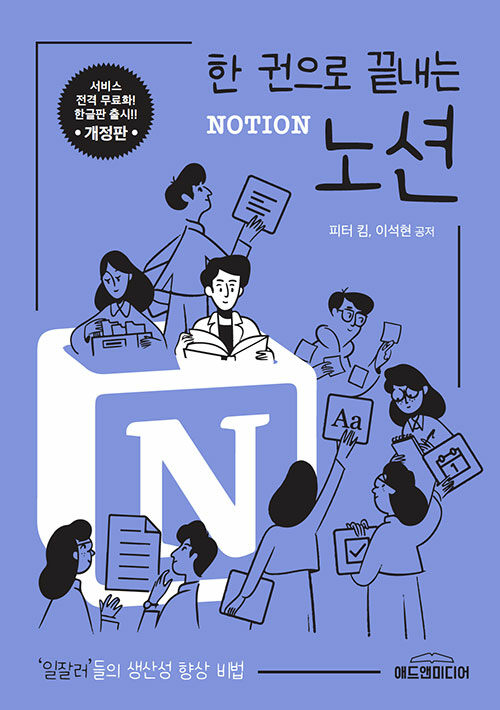 서비스
전격 무료화!
한글판 출시!!
• 개정판 •
한 권으로 끝내는
NOTION 노션
피터 킴, 이석현 공저
N
Aa
1
'일잘러'들의 생산성 향상 비법
애드앤미디어